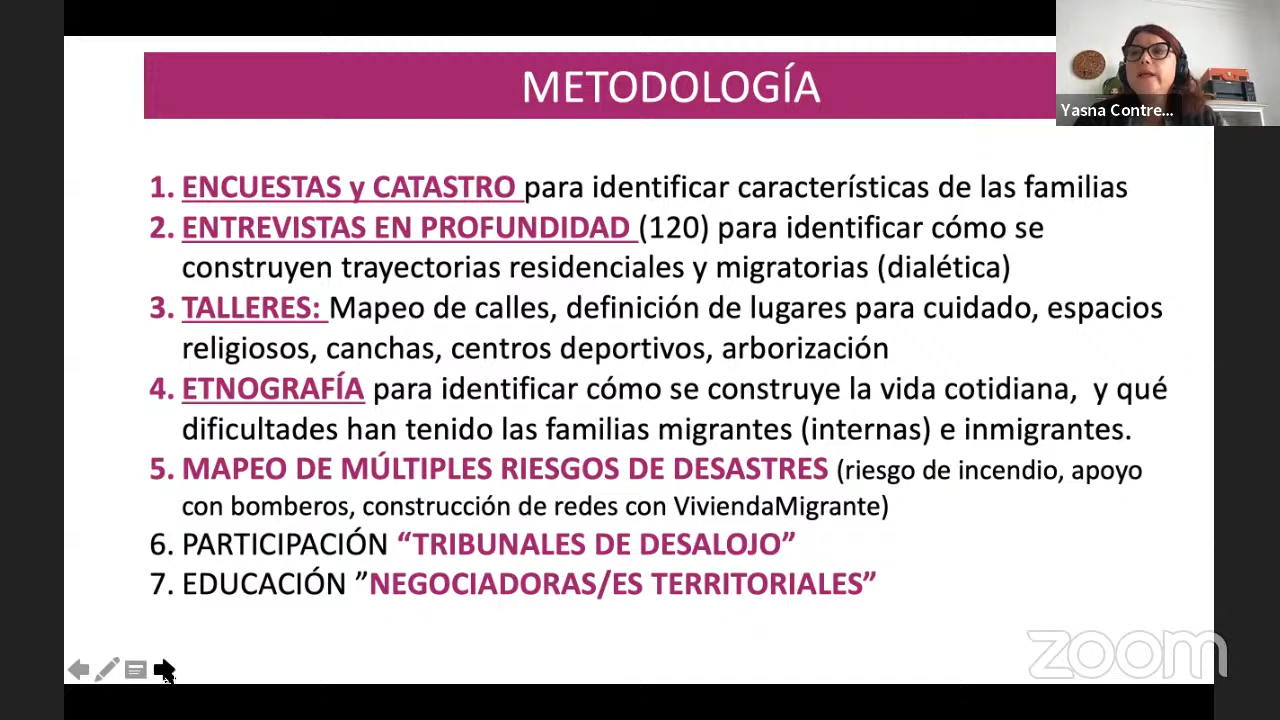 METODOLOGÍA
Yasna Contre...
1. ENCUESTAS y CATASTRO para identificar características de las familias
2. ENTREVISTAS EN PROFUNDIDAD (120) para identificar cómo se
construyen trayectorias residenciales y migratorias (dialética)
3. TALLERES: Mapeo de calles, definición de lugares para cuidado, espacios
religiosos, canchas, centros deportivos, arborización
4. ETNOGRAFÍA para identificar cómo se construye la vida cotidiana, y qué
dificultades han tenido las familias migrantes (internas) e inmigrantes.
5. MAPEO DE MÚLTIPLES RIESGOS DE DESASTRES (riesgo de incendio, apoyo
con bomberos, construcción de redes con ViviendaMigrante)
6. PARTICIPACIÓN “TRIBUNALES DE DESALOJO”
7. EDUCACIÓN ”NEGOCIADORAS/ES TERRITORIALES”
zoom